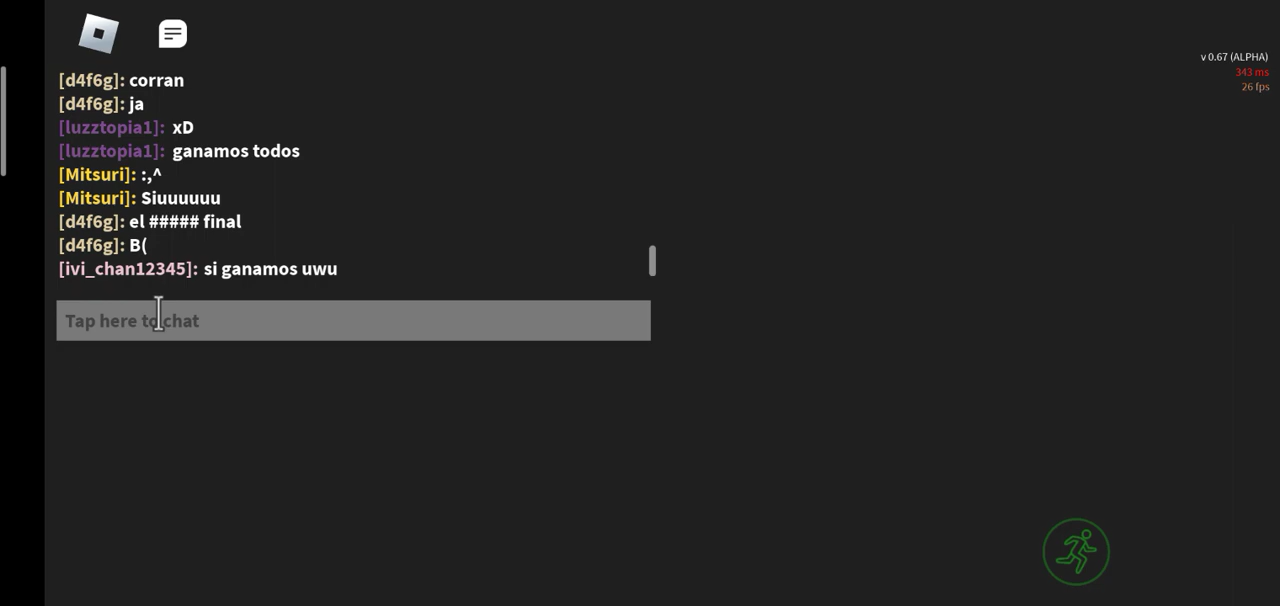 v 0.67 (ALPHA)
343 ms
26 fps
[d4f6g]: corran
[d4f6g]: ja
[luzztopia1]: xD
[luzztopia1]: ganamos todos
[Mitsuri]: :,^
[Mitsuri]: Siuuuuuu
[d4f6g]: el ##### final
[d4f6g]: B(
[ivi_chan12345]: si ganamos uwu
Tap here to chat